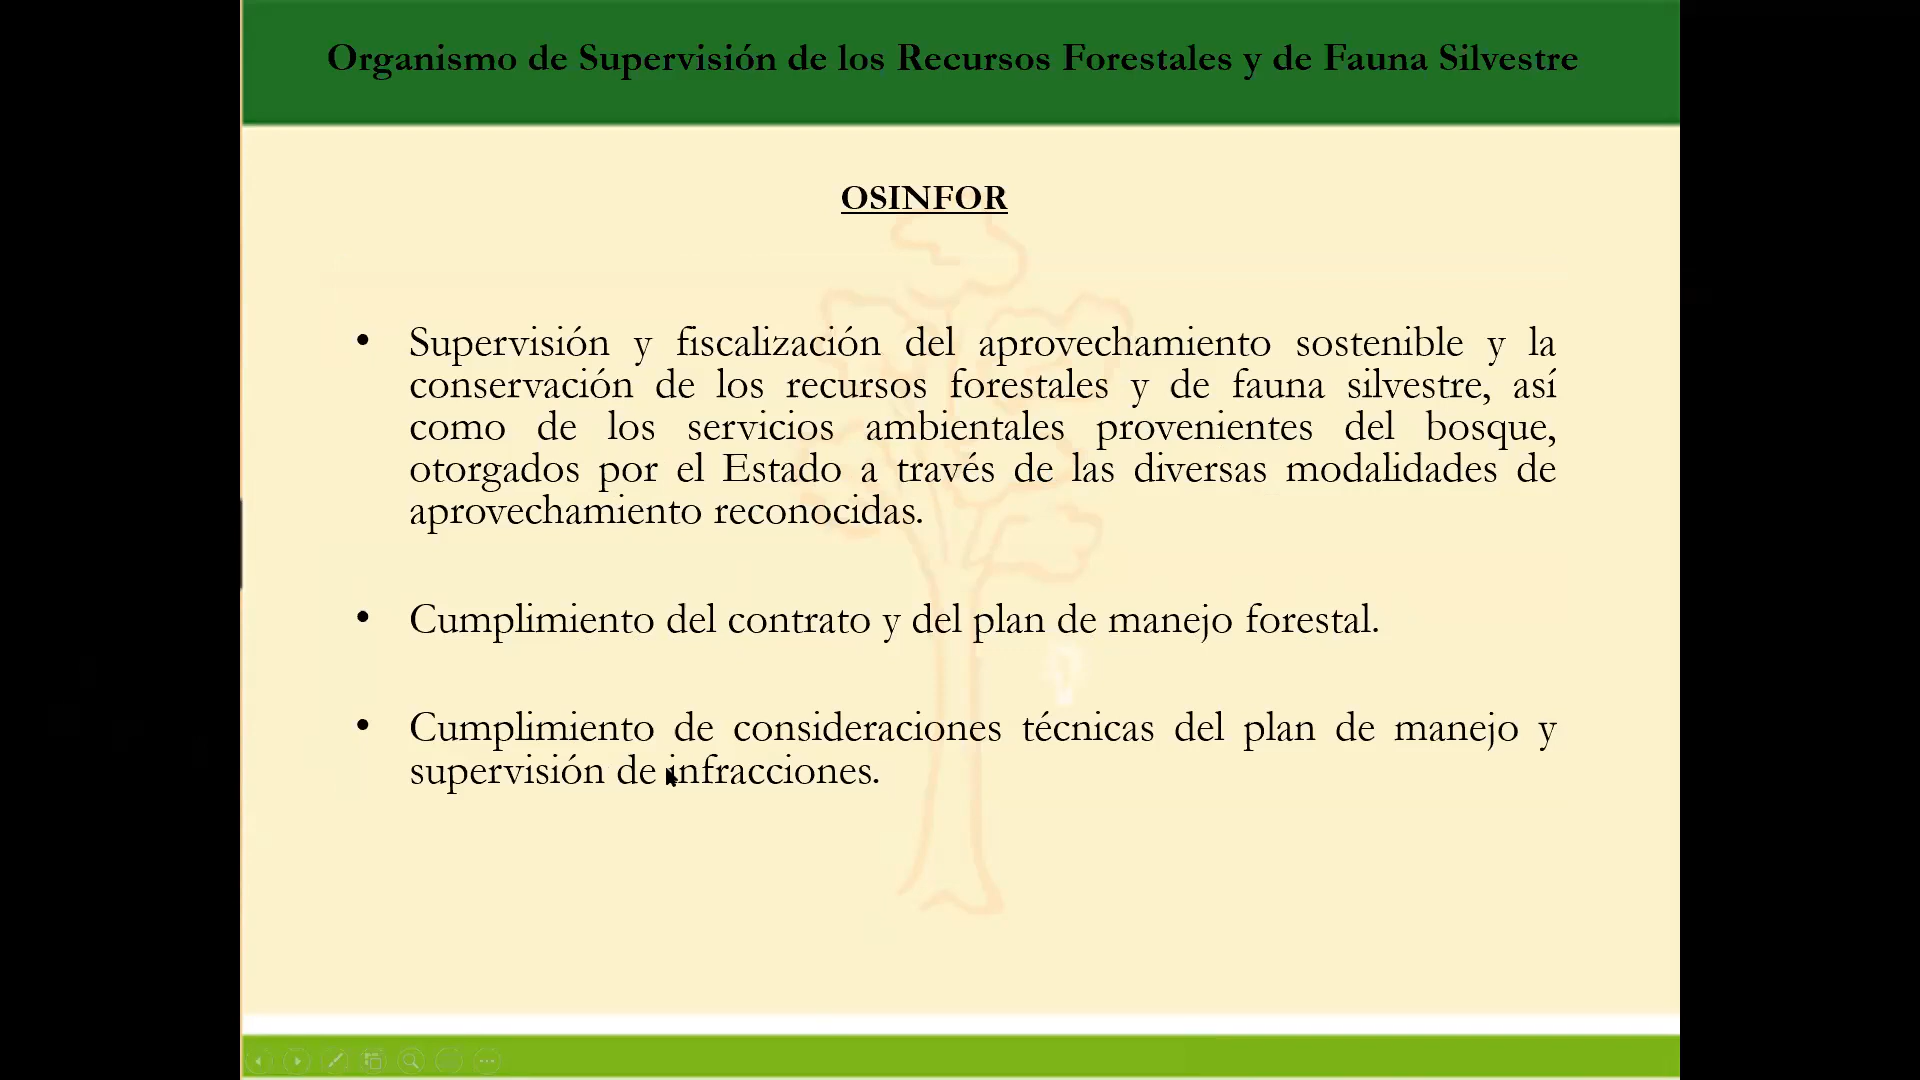 Organismo de Supervisión de los Recursos Forestales y de Fauna Silvestre
OSINFOR
• Supervisión y fiscalización del aprovechamiento sostenible y la
conservación de los recursos forestales y de fauna silvestre, así
como de los servicios ambientales provenientes del bosque,
otorgados por el Estado a través de las diversas modalidades de
aprovechamiento reconocidas.
• Cumplimiento del contrato y del plan de manejo forestal.
• Cumplimiento de consideraciones técnicas del plan de manejo y
supervisión de infracciones.